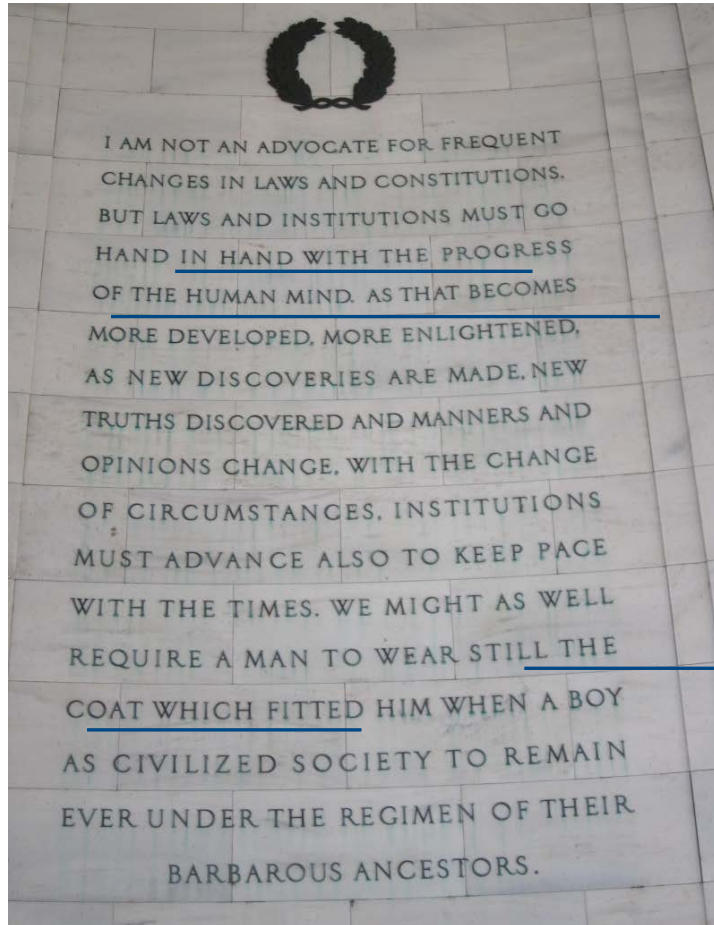 I AM NOT AN ADVOCATE FOR FREQUENT
CHANGES IN LAWS AND CONSTITUTIONS,
BUT LAWS AND INSTITUTIONS MUST GO
HAND IN HAND WITH THE PROGRESS
OF THE HUMAN MIND. AS THAT BECOMES
MORE DEVELOPED, MORE ENLIGHTENED,
AS NEW DISCOVERIES ARE MADE, NEW
TRUTHS DISCOVERED AND MANNERS AND
OPINIONS CHANGE, WITH THE CHANGE
OF CIRCUMSTANCES, INSTITUTIONS
MUST ADVANCE ALSO TO KEEP PACE
WITH THE TIMES. WE MIGHT AS WELL
REQUIRE A MAN TO WEAR STILL THE
COAT WHICH FITTED HIM WHEN A BOY
AS CIVILIZED SOCIETY TO REMAIN
EVER UNDER THE REGIMEN OF THEIR
BARBAROUS ANCESTORS.